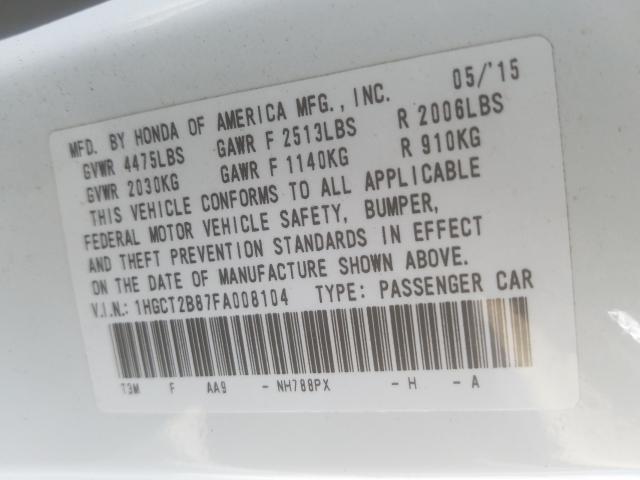 MFD. BY HONDA OF AMERICA MFG., INC. 05/'15
GVWR 4475LBS GAWR F 2513LBS R 2006LBS
GVWR 2030KG GAWR F 1140KG R 910KG
THIS VEHICLE CONFORMS TO ALL APPLICABLE
FEDERAL MOTOR VEHICLE SAFETY, BUMPER,
AND THEFT PREVENTION STANDARDS IN EFFECT
ON THE DATE OF MANUFACTURE SHOWN ABOVE.
V.I.N.: 1HGCT2B87FA008104 TYPE: PASSENGER CAR
T3M F AA9 - NH788PX - H - A